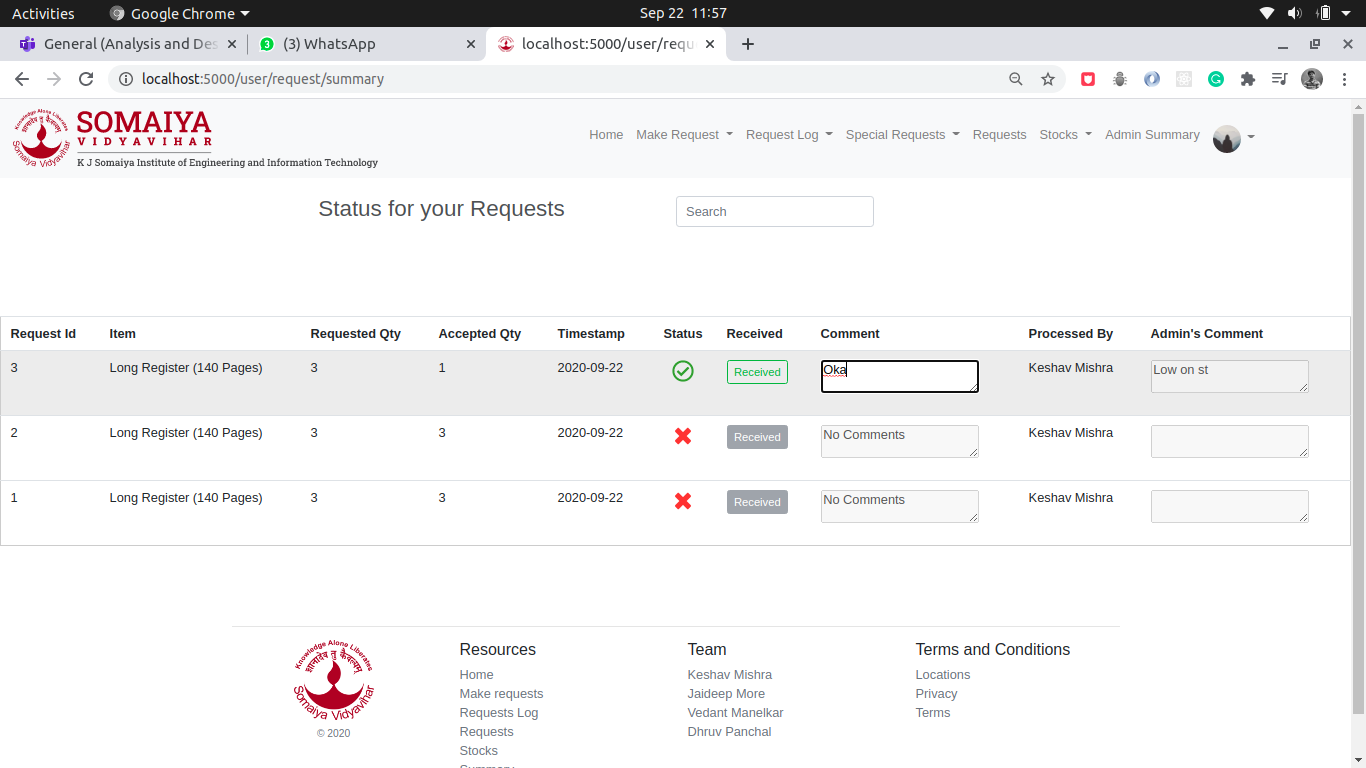 Activities Google Chrome Sep 22 11:57
General (Analysis and Des (3) WhatsApp localhost:5000/user/requ
localhost:5000/user/request/summary
Knowledge Alone Liberates
Somaiya Vidyavihar
SOMAIYA
VIDYAVIHAR
K J Somaiya Institute of Engineering and Information Technology
Home Make Request Request Log Special Requests Requests Stocks Admin Summary
Status for your Requests Search
Request Id Item Requested Qty Accepted Qty Timestamp Status Received Comment Processed By Admin's Comment
3 Long Register (140 Pages) 3 1 2020-09-22 Received Oka Keshav Mishra Low on st
2 Long Register (140 Pages) 3 3 2020-09-22 Received No Comments Keshav Mishra
1 Long Register (140 Pages) 3 3 2020-09-22 Received No Comments Keshav Mishra
Knowledge Alone Liberates
Somaiya Vidyavihar
© 2020
Resources
Home
Make requests
Requests Log
Requests
Stocks
Summary
Team
Keshav Mishra
Jaideep More
Vedant Manelkar
Dhruv Panchal
Terms and Conditions
Locations
Privacy
Terms